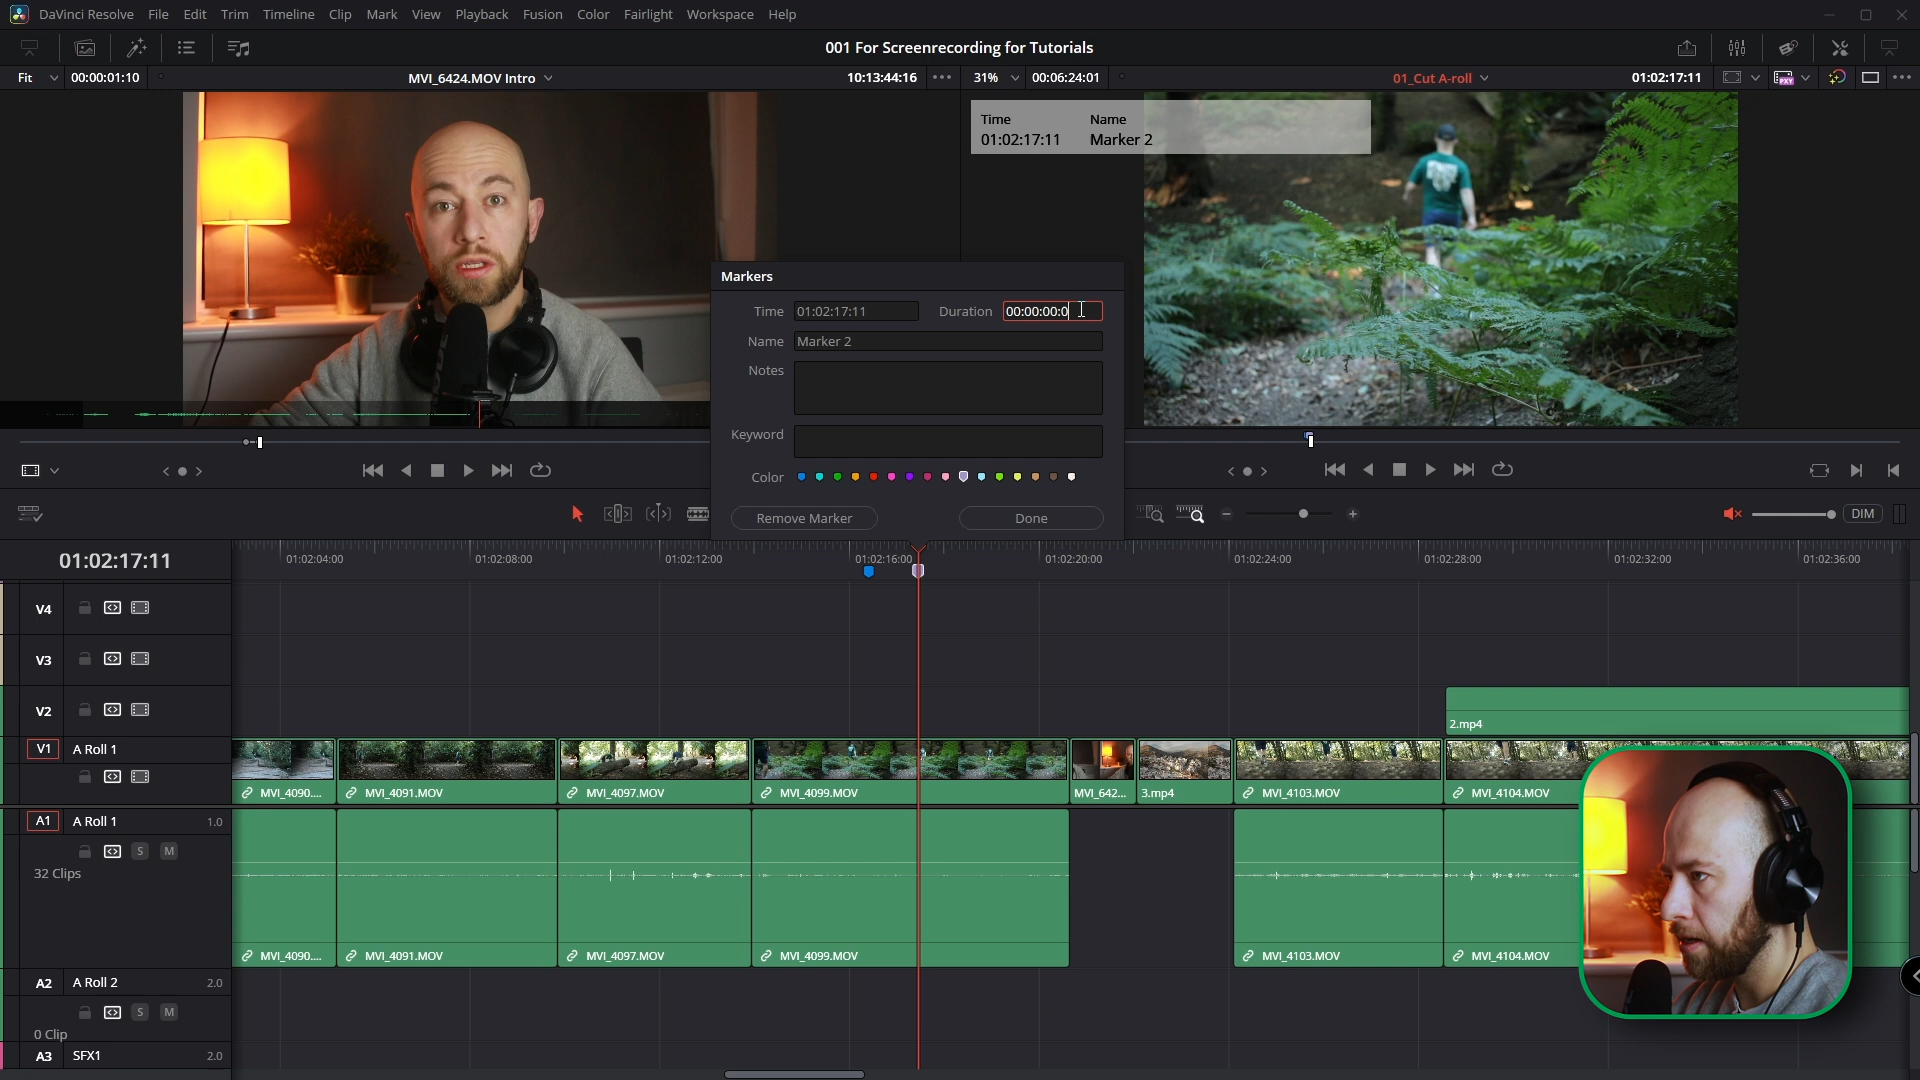 DaVinci Resolve File Edit Trim Timeline Clip Mark View Playback Fusion Color Fairlight Workspace Help
001 For Screenrecording for Tutorials
Fit 00:00:01:10 MVI_6424.MOV Intro 10:13:44:16 31% 00:06:24:01 01_Cut A-roll 01:02:17:11 PXY
Time Name
01:02:17:11 Marker 2
Markers
Time 01:02:17:11 Duration 00:00:00:0
Name Marker 2
Notes
Keyword
Color
Remove Marker Done
DIM
01:02:17:11
01:02:04:00 01:02:08:00 01:02:12:00 01:02:16:00 01:02:20:00 01:02:24:00 01:02:28:00 01:02:32:00 01:02:36:00
V4
V3
V2
2.mp4
V1 A Roll 1
MVI_4090.... MVI_4091.MOV MVI_4097.MOV MVI_4099.MOV MVI_642... 3.mp4 MVI_4103.MOV MVI_4104.MOV
A1 A Roll 1 1.0
S M
32 Clips
MVI_4090.... MVI_4091.MOV MVI_4097.MOV MVI_4099.MOV MVI_4103.MOV MVI_4104.MOV
A2 A Roll 2 2.0
S M
0 Clip
A3 SFX1 2.0